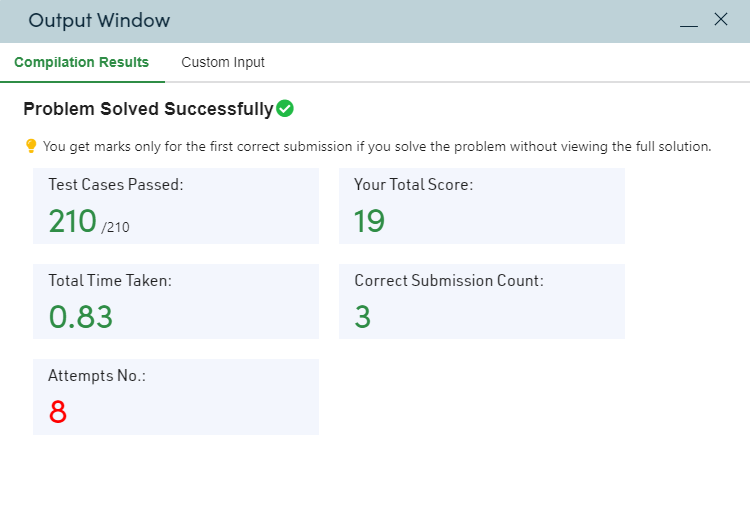 Output Window
Compilation Results Custom Input
Problem Solved Successfully
You get marks only for the first correct submission if you solve the problem without viewing the full solution.
Test Cases Passed:
210 /210
Your Total Score:
19
Total Time Taken:
0.83
Correct Submission Count:
3
Attempts No.:
8